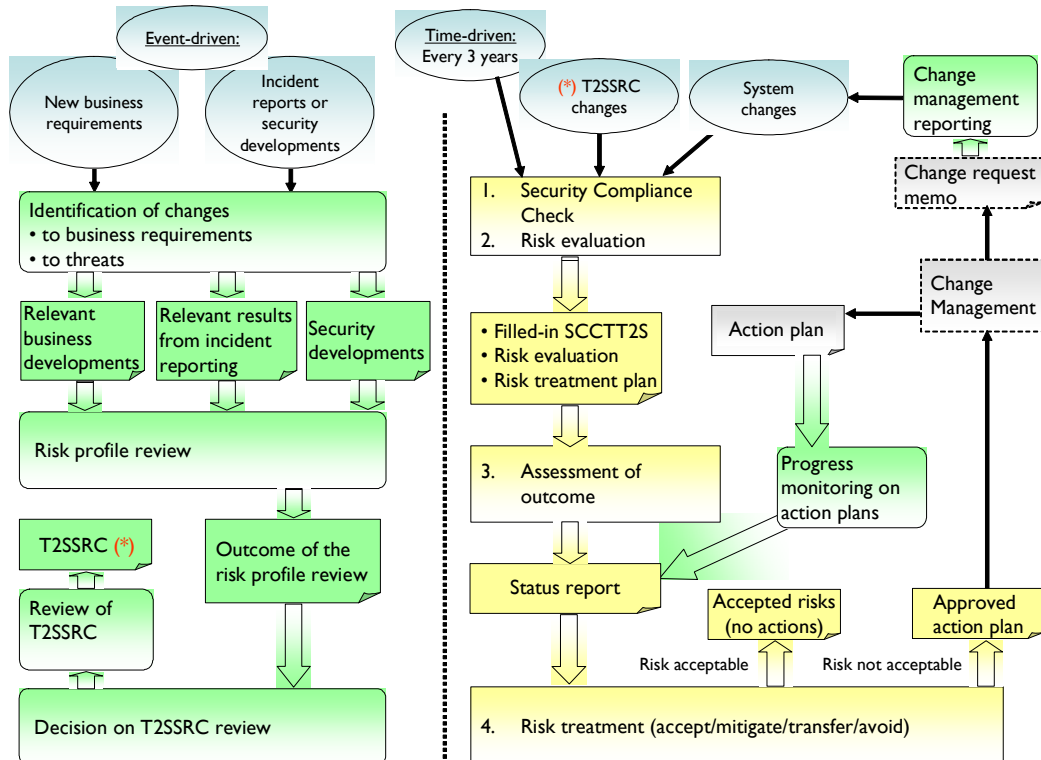 Event-driven:
New business
requirements
Incident
reports or
security
developments
Identification of changes
• to business requirements
• to threats
Relevant
business
developments
Relevant results
from incident
reporting
Security
developments
Risk profile review
T2SSRC (*)
Outcome of the
risk profile review
Review of
T2SSRC
Decision on T2SSRC review
Time-driven:
Every 3 years
(*) T2SSRC
changes
System
changes
Change
management
reporting
Change request
memo
1. Security Compliance
Check
2. Risk evaluation
Change
Management
• Filled-in SCCTT2S
• Risk evaluation
• Risk treatment plan
Action plan
3. Assessment of
outcome
Progress
monitoring on
action plans
Status report
Accepted risks
(no actions)
Approved
action plan
Risk acceptable
Risk not acceptable
4. Risk treatment (accept/mitigate/transfer/avoid)